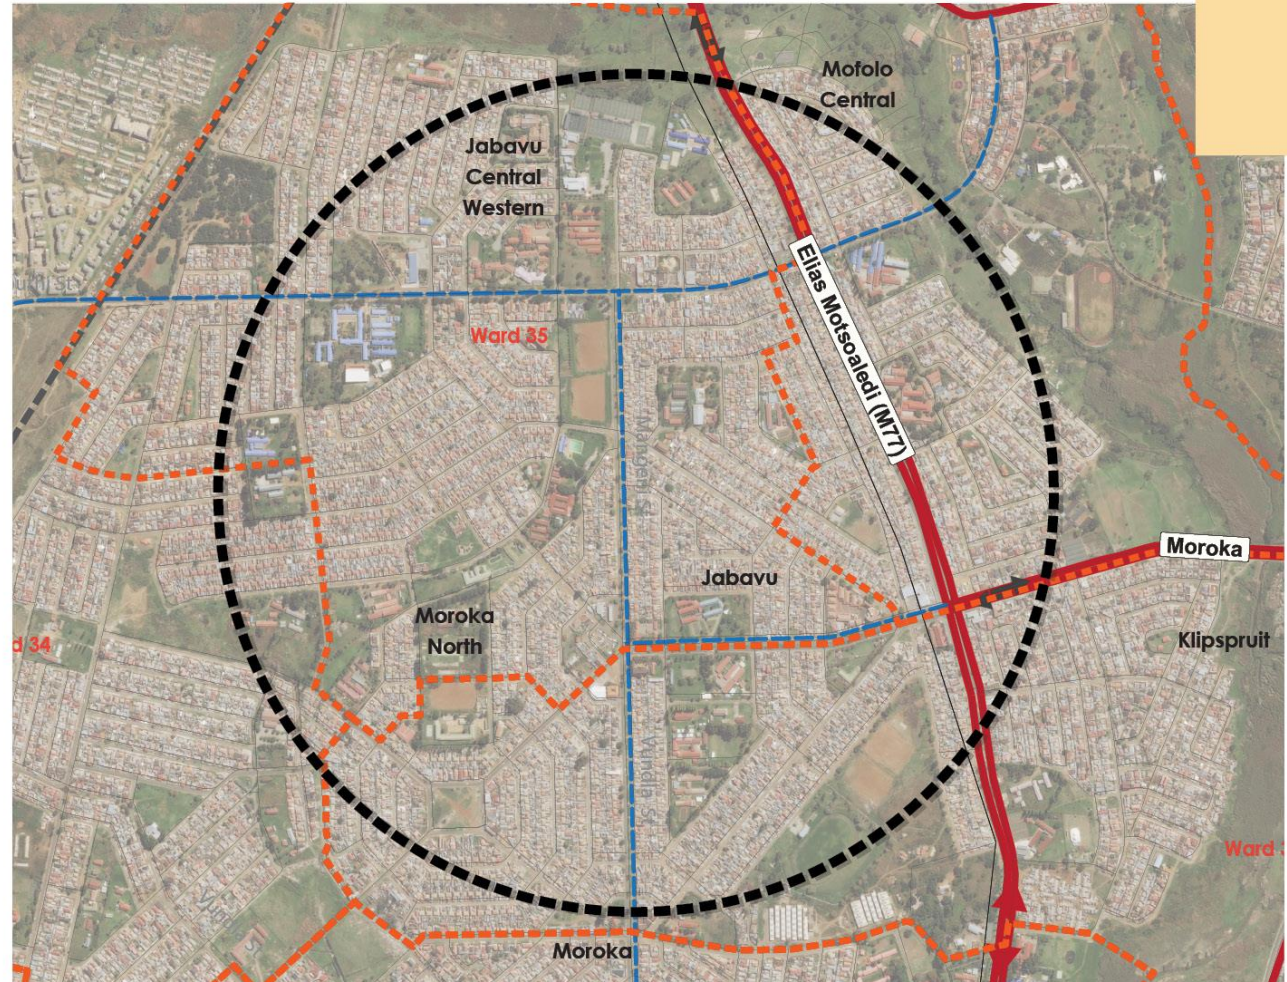 Mofolo
Central
Jabavu
Central
Western
Elias Motsoaledi (M77)
Ward 35
Moroka
Jabavu
Moroka
North
Klipspruit
34
Ward
Moroka